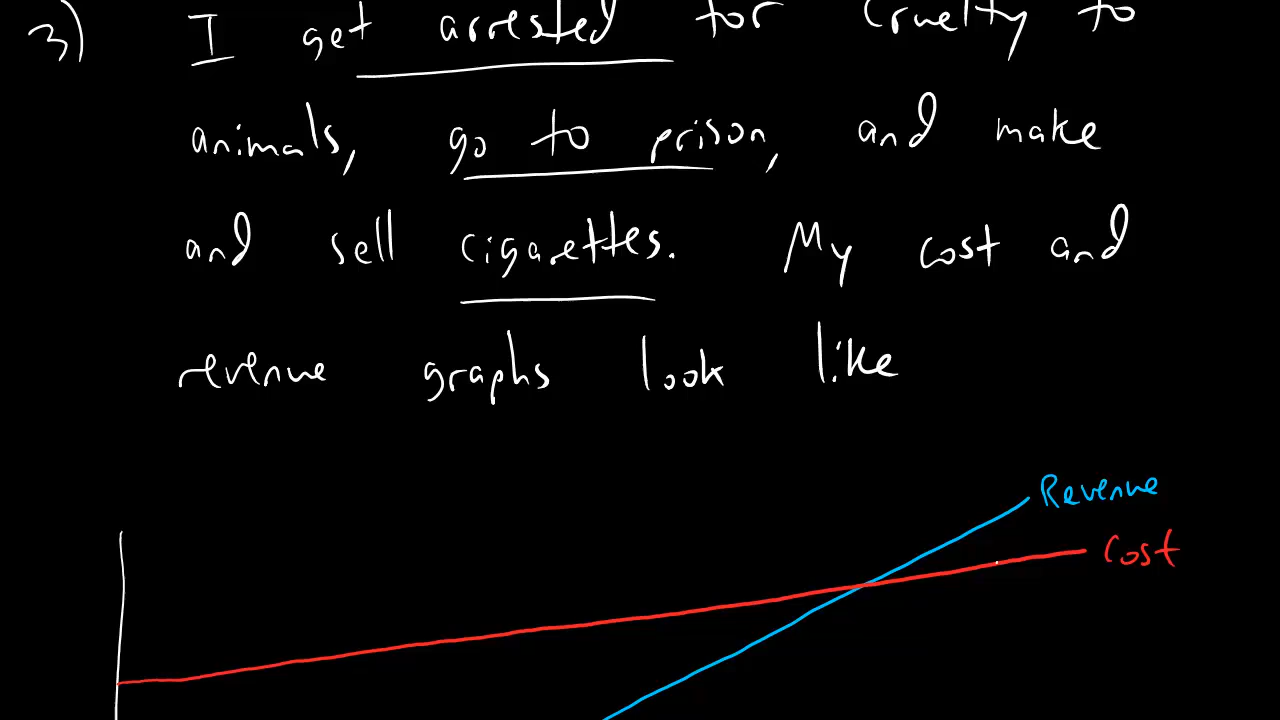 3) I get arrested for Cruelty to
animals, go to prison, and make
and sell cigarettes. My cost and
revenue graphs look like
Revenue
Cost